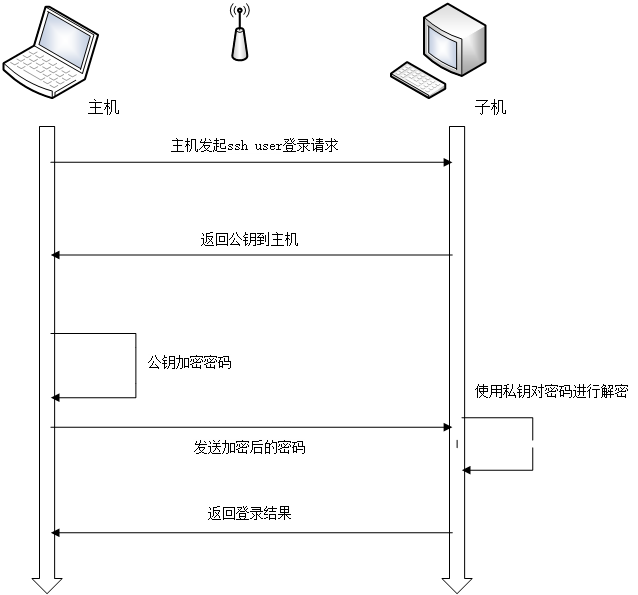 主机
子机
主机发起ssh user登录请求
返回公钥到主机
公钥加密密码
使用私钥对密码进行解密
发送加密后的密码
返回登录结果